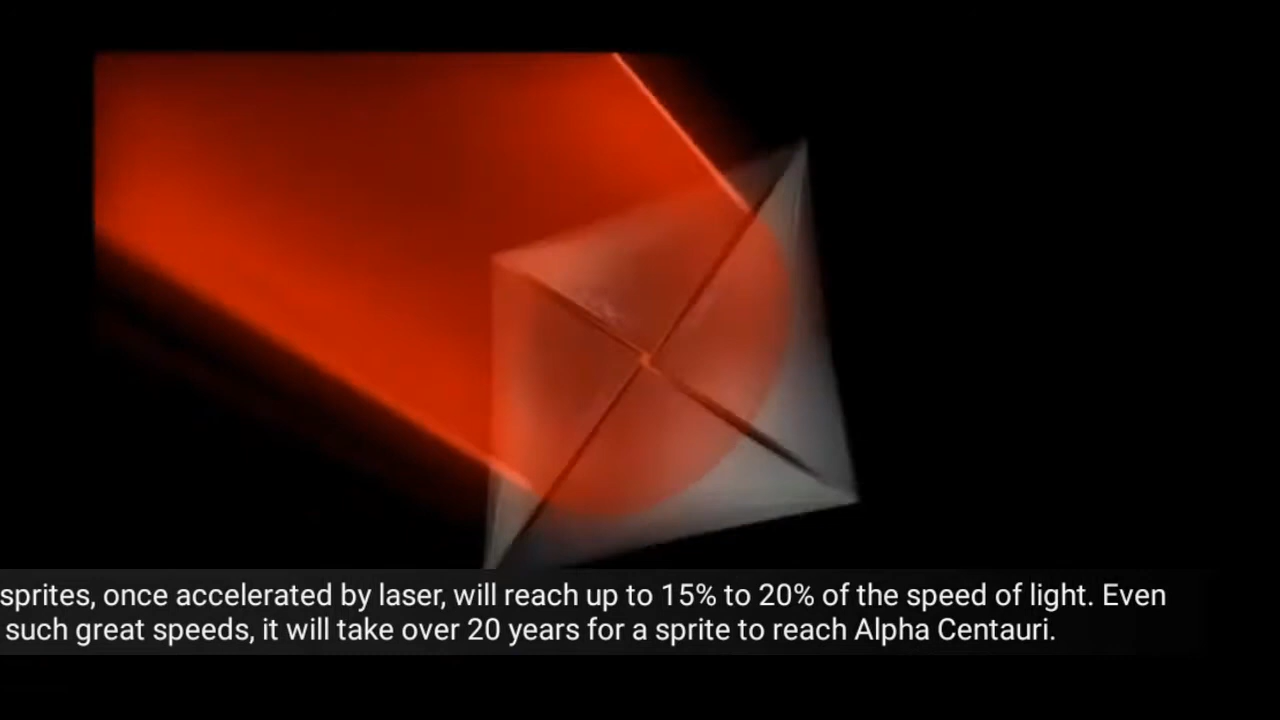 sprites, once accelerated by laser, will reach up to 15% to 20% of the speed of light. Even
such great speeds, it will take over 20 years for a sprite to reach Alpha Centauri.